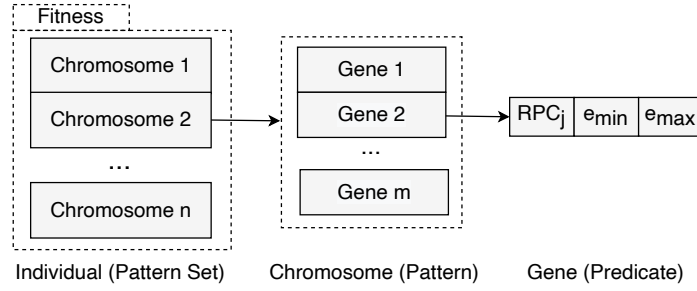 Fitness
Chromosome 1
Chromosome 2
...
Chromosome n
Individual (Pattern Set)
Gene 1
Gene 2
...
Gene m
Chromosome (Pattern)
RPCj emin emax
Gene (Predicate)